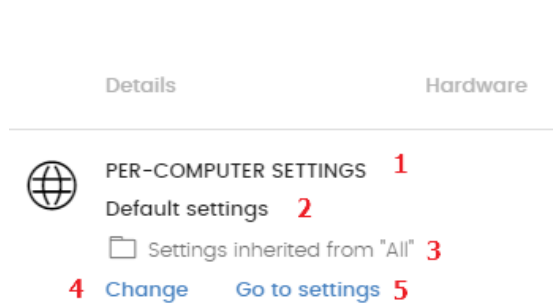 Details Hardware
PER-COMPUTER SETTINGS 1
Default settings 2
Settings inherited from "All" 3
4 Change Go to settings 5